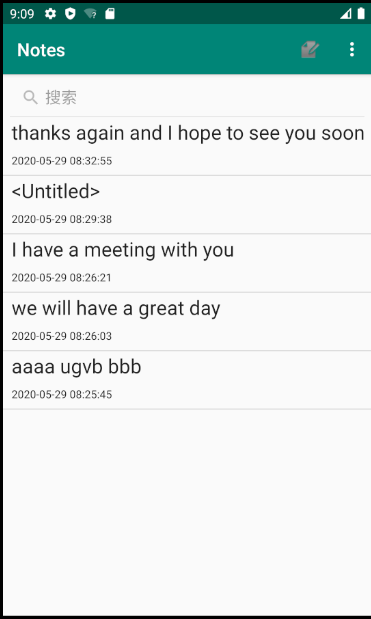 9:09
Notes
搜索
thanks again and I hope to see you soon
2020-05-29 08:32:55
<Untitled>
2020-05-29 08:29:38
I have a meeting with you
2020-05-29 08:26:21
we will have a great day
2020-05-29 08:26:03
aaaa ugvb bbb
2020-05-29 08:25:45